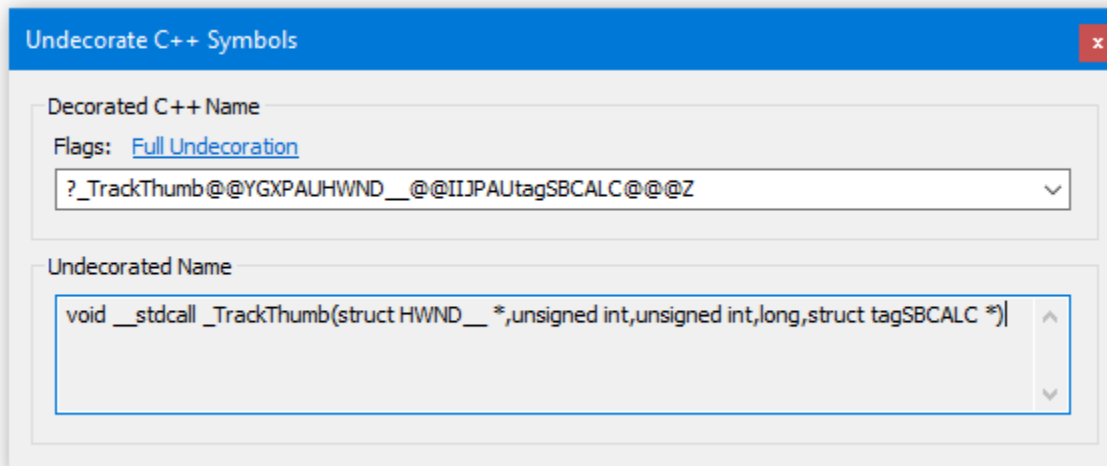 Undecorate C++ Symbols
x
Decorated C++ Name
Flags: Full Undecoration
?_TrackThumb@@YGXPAUHWND__@@IIJPAUtagSBCALC@@@Z
Undecorated Name
void __stdcall _TrackThumb(struct HWND__ *,unsigned int,unsigned int,long,struct tagSBCALC *)